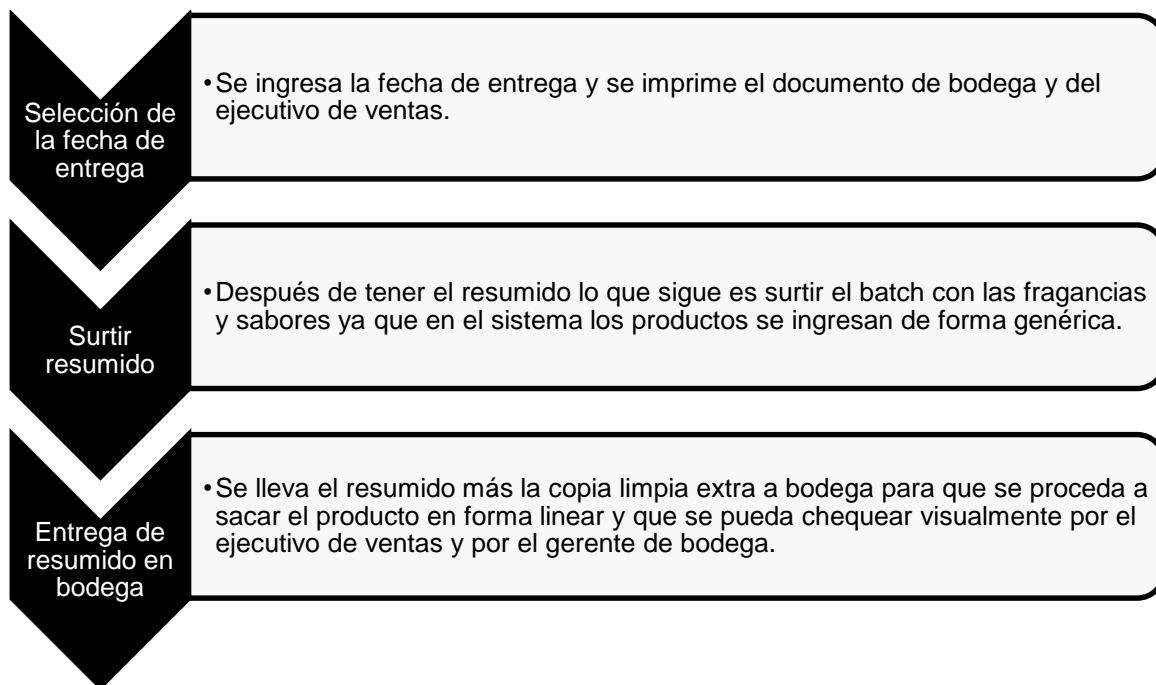 Selección de
la fecha de
entrega
•Se ingresa la fecha de entrega y se imprime el documento de bodega y del
ejecutivo de ventas.
Surtir
resumido
•Después de tener el resumido lo que sigue es surtir el batch con las fragancias
y sabores ya que en el sistema los productos se ingresan de forma genérica.
Entrega de
resumido en
bodega
•Se lleva el resumido más la copia limpia extra a bodega para que se proceda a
sacar el producto en forma linear y que se pueda chequear visualmente por el
ejecutivo de ventas y por el gerente de bodega.